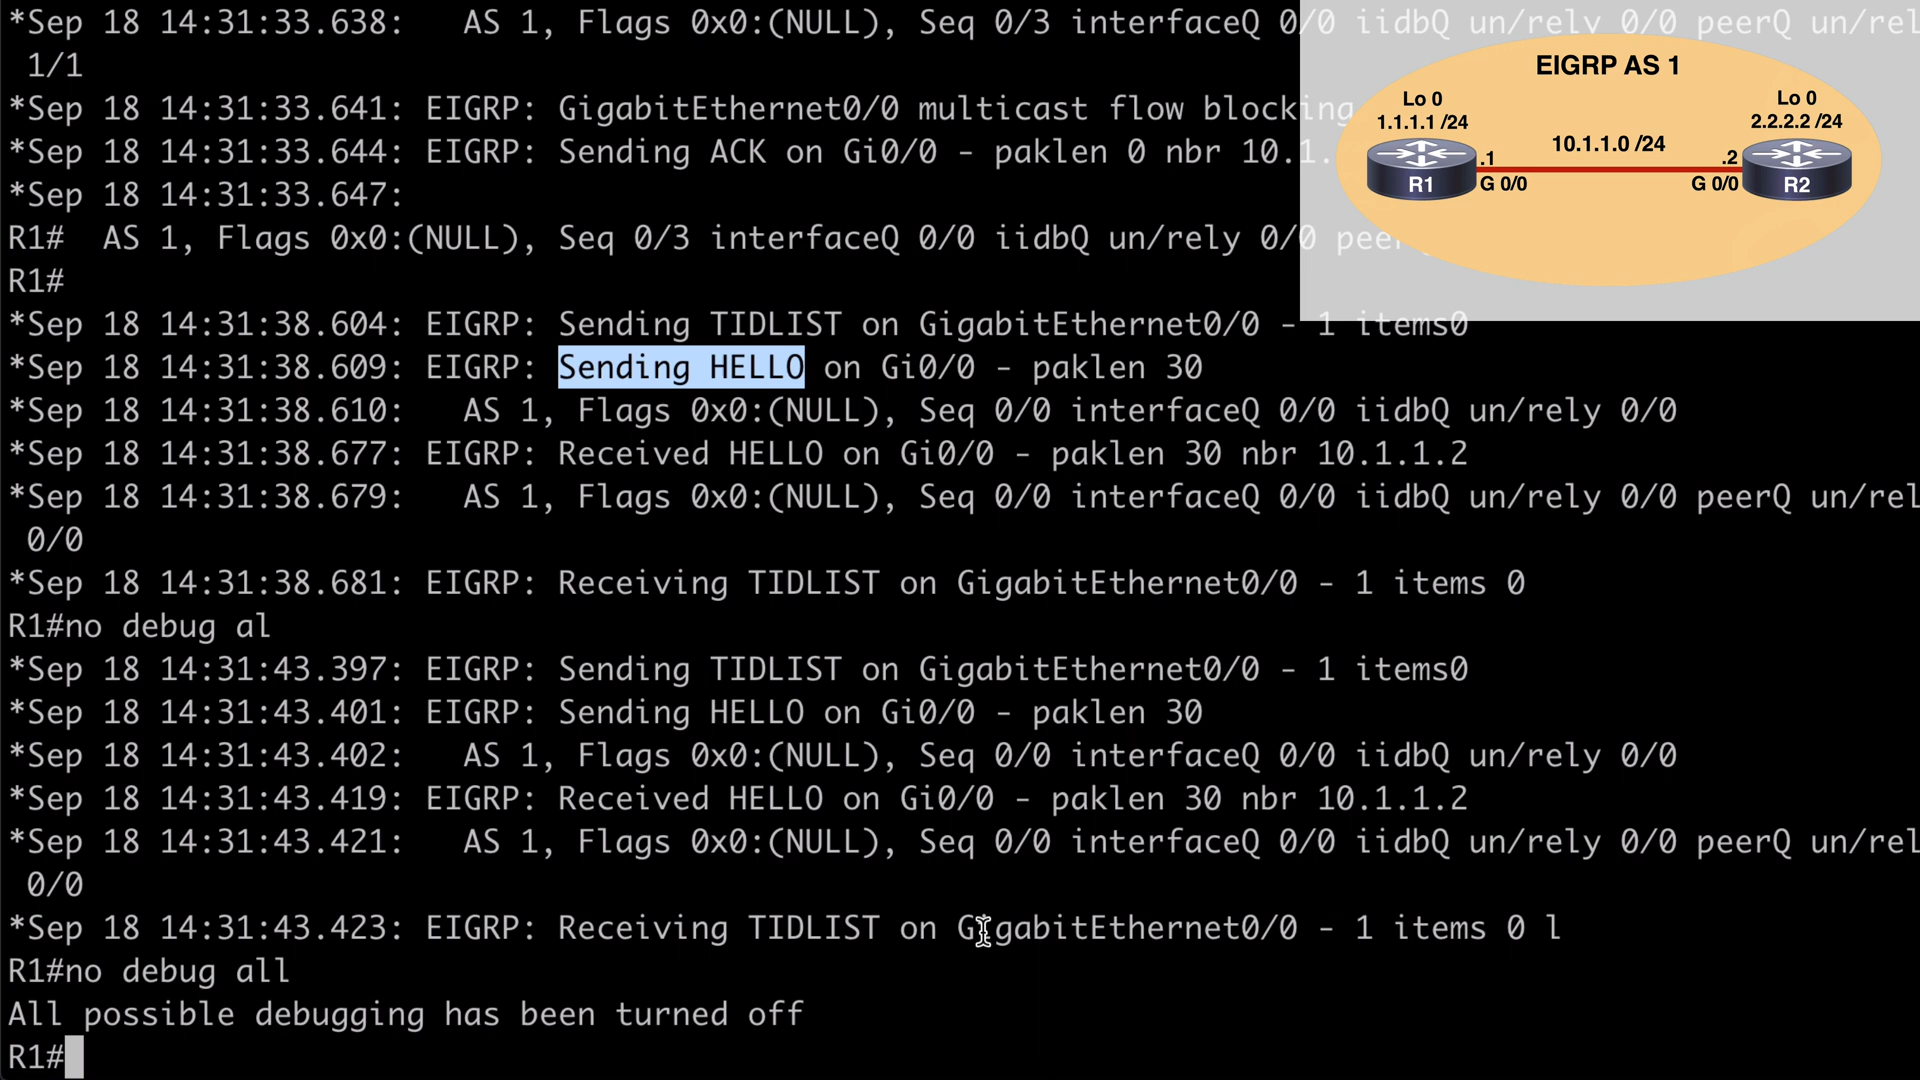 *Sep 18 14:31:33.638:   AS 1, Flags 0x0:(NULL), Seq 0/3 interfaceQ 0/0 iidbQ un/rely 0/0 peerQ un/rel
 1/1
*Sep 18 14:31:33.641: EIGRP: GigabitEthernet0/0 multicast flow blocking
*Sep 18 14:31:33.644: EIGRP: Sending ACK on Gi0/0 - paklen 0 nbr 10.1.
*Sep 18 14:31:33.647:
R1#  AS 1, Flags 0x0:(NULL), Seq 0/3 interfaceQ 0/0 iidbQ un/rely 0/0 peer
R1#
*Sep 18 14:31:38.604: EIGRP: Sending TIDLIST on GigabitEthernet0/0 - 1 items0
*Sep 18 14:31:38.609: EIGRP: Sending HELLO on Gi0/0 - paklen 30
*Sep 18 14:31:38.610:   AS 1, Flags 0x0:(NULL), Seq 0/0 interfaceQ 0/0 iidbQ un/rely 0/0
*Sep 18 14:31:38.677: EIGRP: Received HELLO on Gi0/0 - paklen 30 nbr 10.1.1.2
*Sep 18 14:31:38.679:   AS 1, Flags 0x0:(NULL), Seq 0/0 interfaceQ 0/0 iidbQ un/rely 0/0 peerQ un/rel
 0/0
*Sep 18 14:31:38.681: EIGRP: Receiving TIDLIST on GigabitEthernet0/0 - 1 items 0
R1#no debug al
*Sep 18 14:31:43.397: EIGRP: Sending TIDLIST on GigabitEthernet0/0 - 1 items0
*Sep 18 14:31:43.401: EIGRP: Sending HELLO on Gi0/0 - paklen 30
*Sep 18 14:31:43.402:   AS 1, Flags 0x0:(NULL), Seq 0/0 interfaceQ 0/0 iidbQ un/rely 0/0
*Sep 18 14:31:43.419: EIGRP: Received HELLO on Gi0/0 - paklen 30 nbr 10.1.1.2
*Sep 18 14:31:43.421:   AS 1, Flags 0x0:(NULL), Seq 0/0 interfaceQ 0/0 iidbQ un/rely 0/0 peerQ un/rel
 0/0
*Sep 18 14:31:43.423: EIGRP: Receiving TIDLIST on GigabitEthernet0/0 - 1 items 0 l
R1#no debug all
All possible debugging has been turned off
R1#
EIGRP AS 1
Lo 0
1.1.1.1 /24
Lo 0
2.2.2.2 /24
10.1.1.0 /24
.1
.2
R1
G 0/0
G 0/0
R2